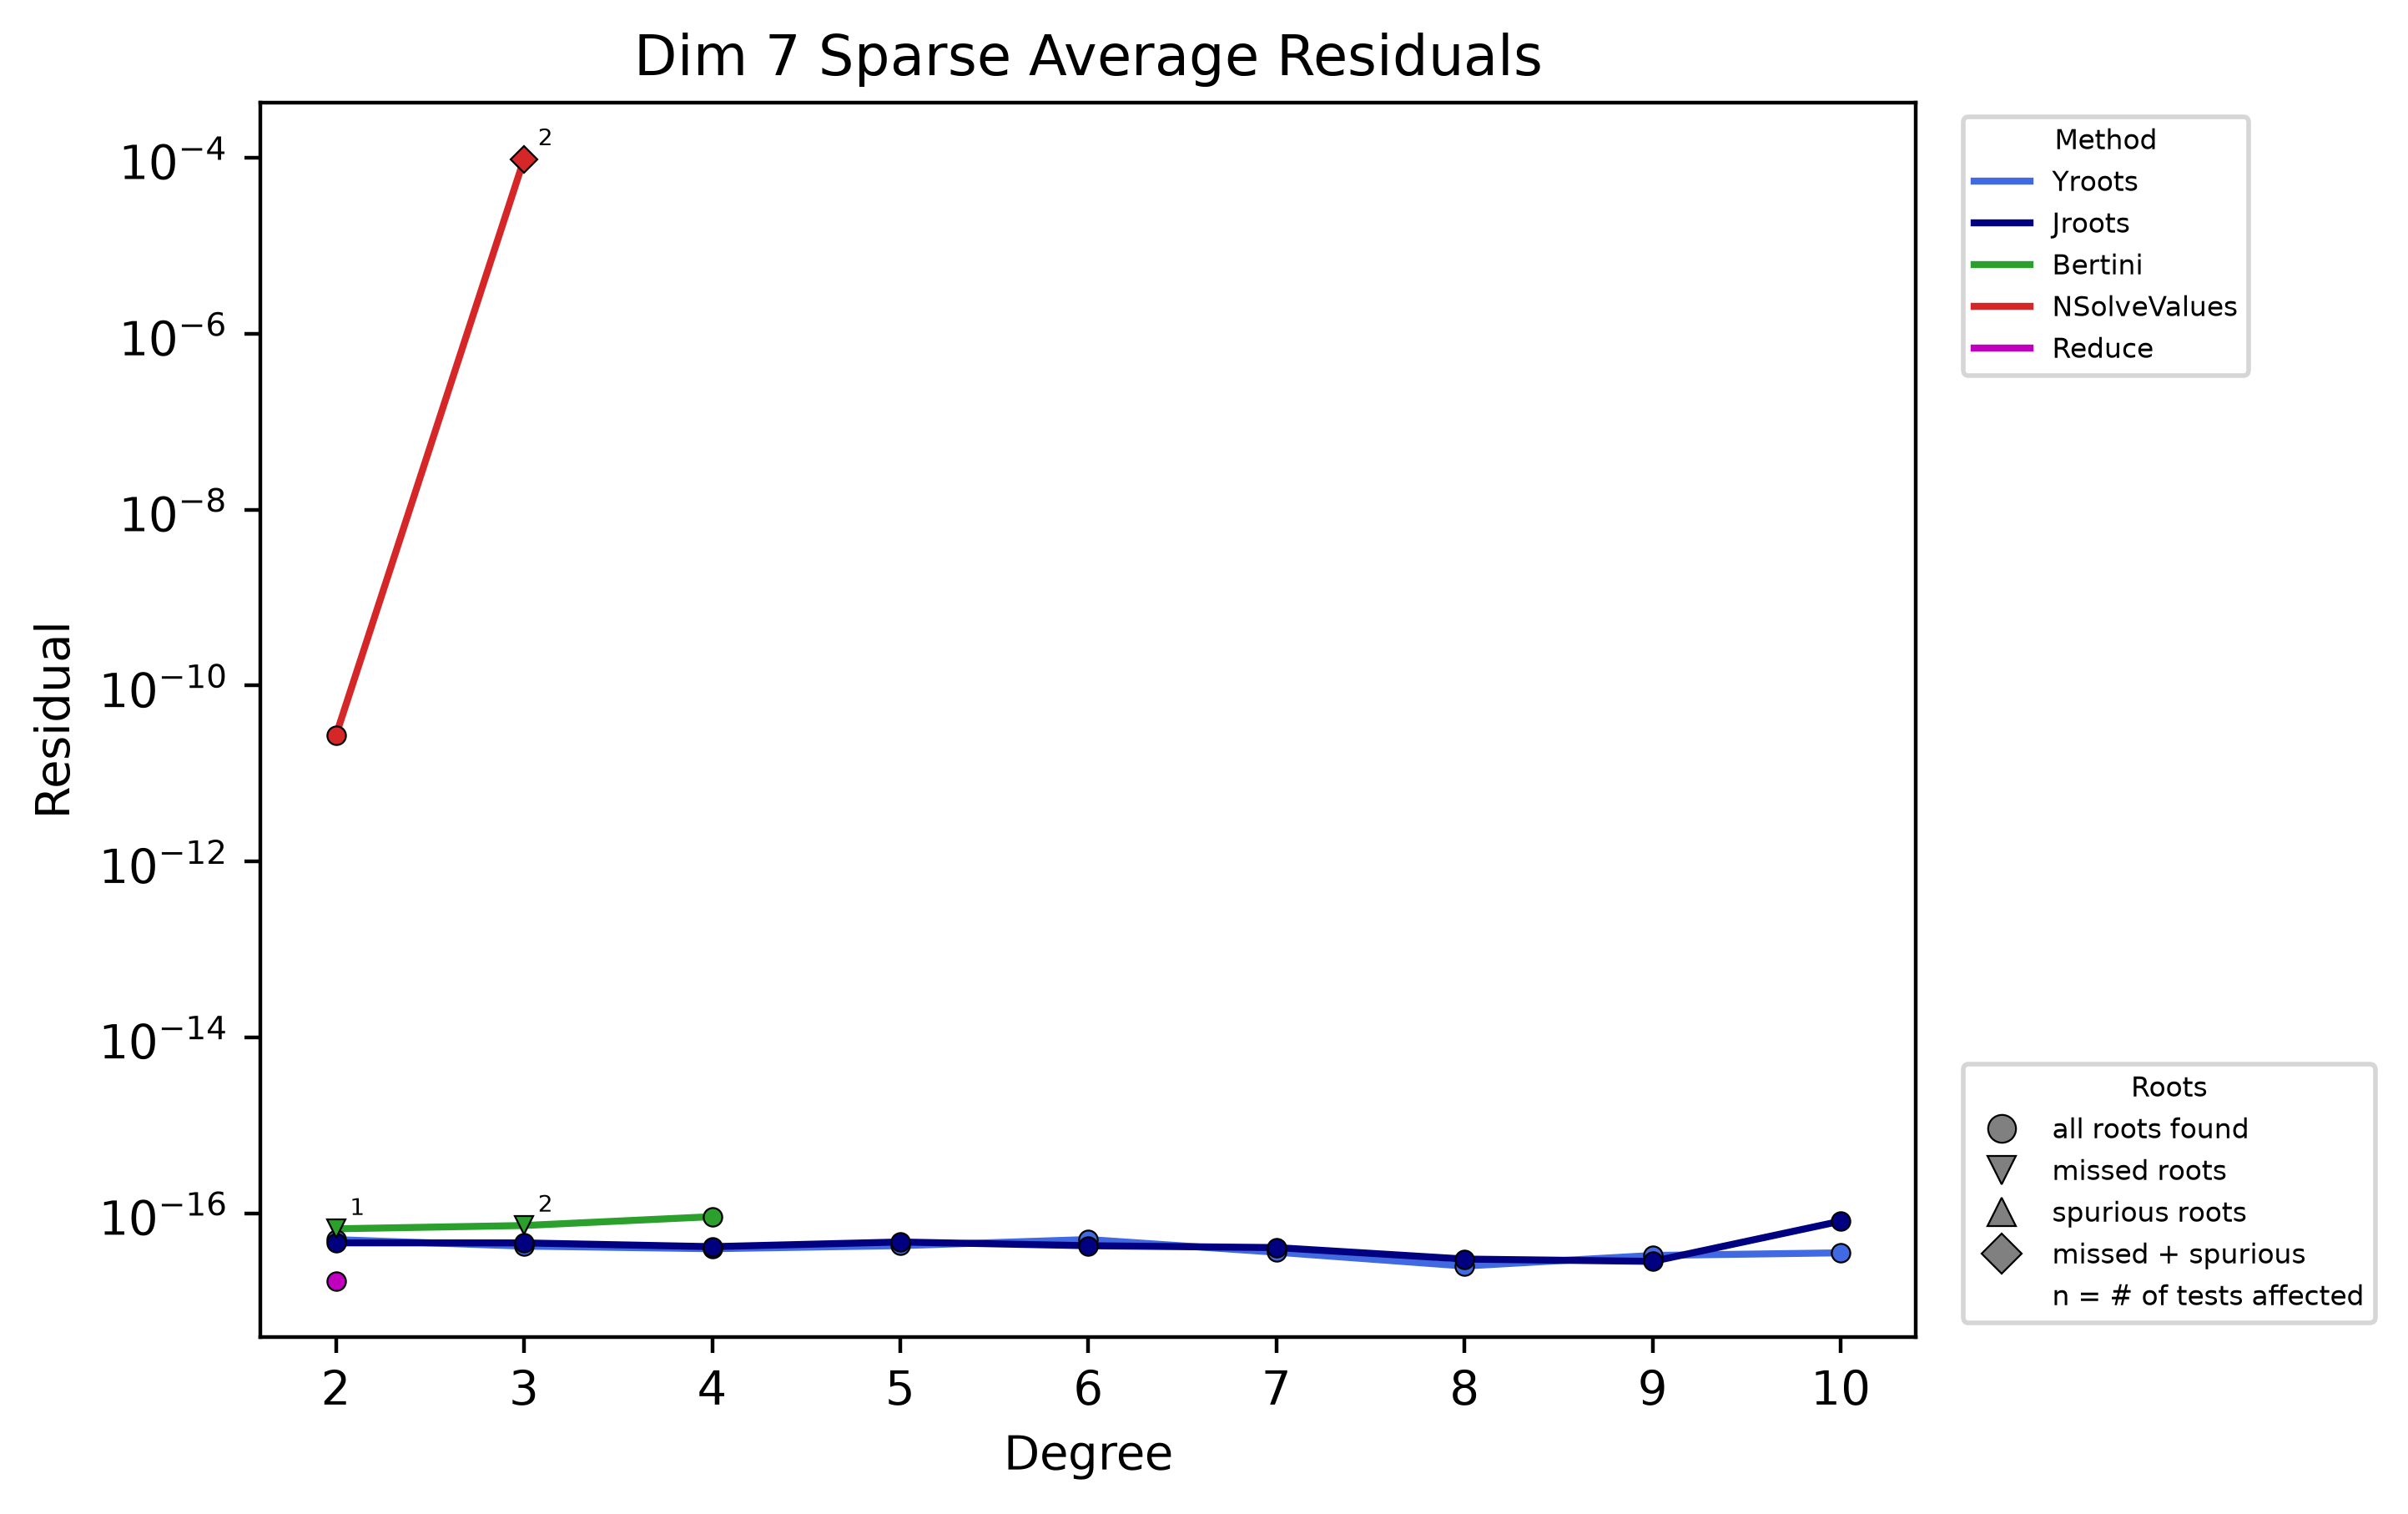 Dim 7 Sparse Average Residuals
Residual
10⁻⁴
10⁻⁶
10⁻⁸
10⁻¹⁰
10⁻¹²
10⁻¹⁴
10⁻¹⁶
2
1
2
2 3 4 5 6 7 8 9 10
Degree
Method
Yroots
Jroots
Bertini
NSolveValues
Reduce
Roots
all roots found
missed roots
spurious roots
missed + spurious
n = # of tests affected